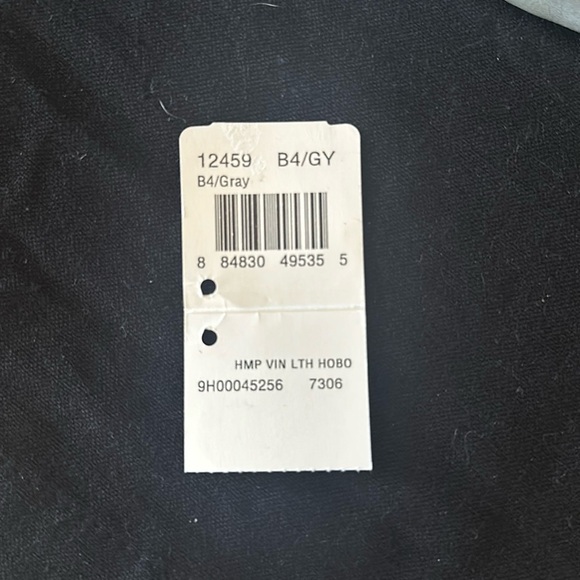 12459 B4/GY
B4/Gray
8 84830 49535 5
HMP VIN LTH HOBO
9H00045256 7306